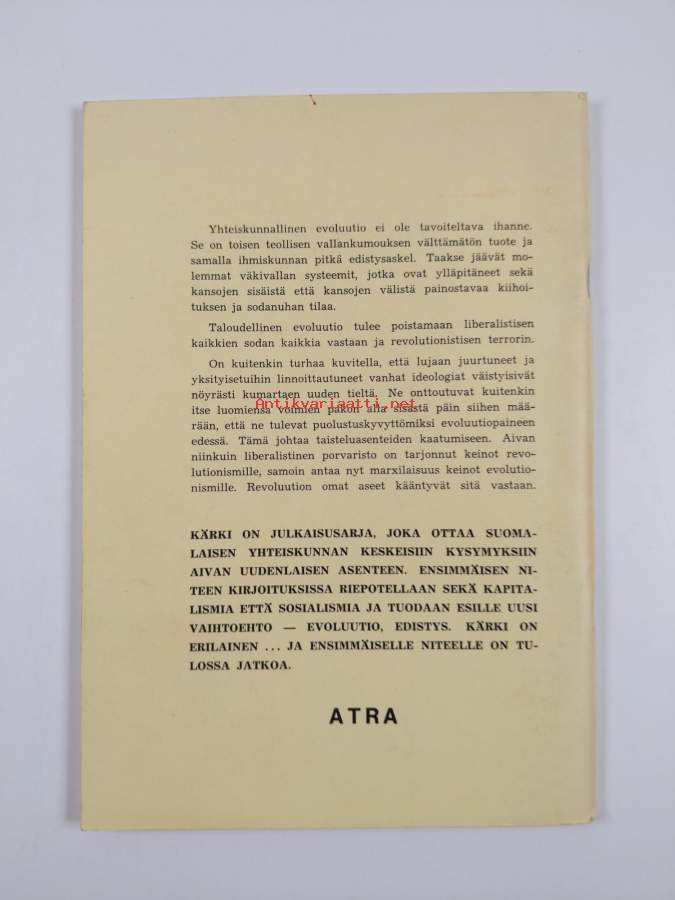 Yhteiskunnallinen evoluutio ei ole tavoiteltava ihanne.
Se on toisen teollisen vallankumouksen välttämätön tuote ja
samalla ihmiskunnan pitkä edistysaskel. Taakse jäävät mo-
lemmat väkivallan systeemit, jotka ovat ylläpitäneet sekä
kansojen sisäistä että kansojen välistä painostavaa kiihoi-
tuksen ja sodanuhan tilaa.
Taloudellinen evoluutio tulee poistamaan liberalistisen
kaikkien sodan kaikkia vastaan ja revolutionistisen terrorin.
On kuitenkin turhaa kuvitella, että lujaan juurtuneet ja
yksityisetuihin linnoittautuneet vanhat ideologiat väistyisivät
nöyrästi kumartaen uuden tieltä. Ne onttoutuvat kuitenkin
Antikvariaatti.net
itse luomiensa voimien pakon alla sisästä päin siihen mää-
rään, että ne tulevat puolustuskyvyttömiksi evoluutiopaineen
edessä. Tämä johtaa taisteluasenteiden kaatumiseen. Aivan
niinkuin liberalistinen porvaristo on tarjonnut keinot revo-
lutionismille, samoin antaa nyt marxilaisuus keinot evolutio-
nismille. Revoluution omat aseet kääntyvät sitä vastaan.
KÄRKI ON JULKAISUSARJA, JOKA OTTAA SUOMA-
LAISEN YHTEISKUNNAN KESKEISIIN KYSYMYKSIIN
AIVAN UUDENLAISEN ASENTEEN. ENSIMMÄISEN NI-
TEEN KIRJOITUKSISSA RIEPOTELLAAN SEKÄ KAPITA-
LISMIA ETTÄ SOSIALISMIA JA TUODAAN ESILLE UUSI
VAIHTOEHTO — EVOLUUTIO, EDISTYS. KÄRKI ON
ERILAINEN ... JA ENSIMMÄISELLE NITEELLE ON TU-
LOSSA JATKOA.
ATRA